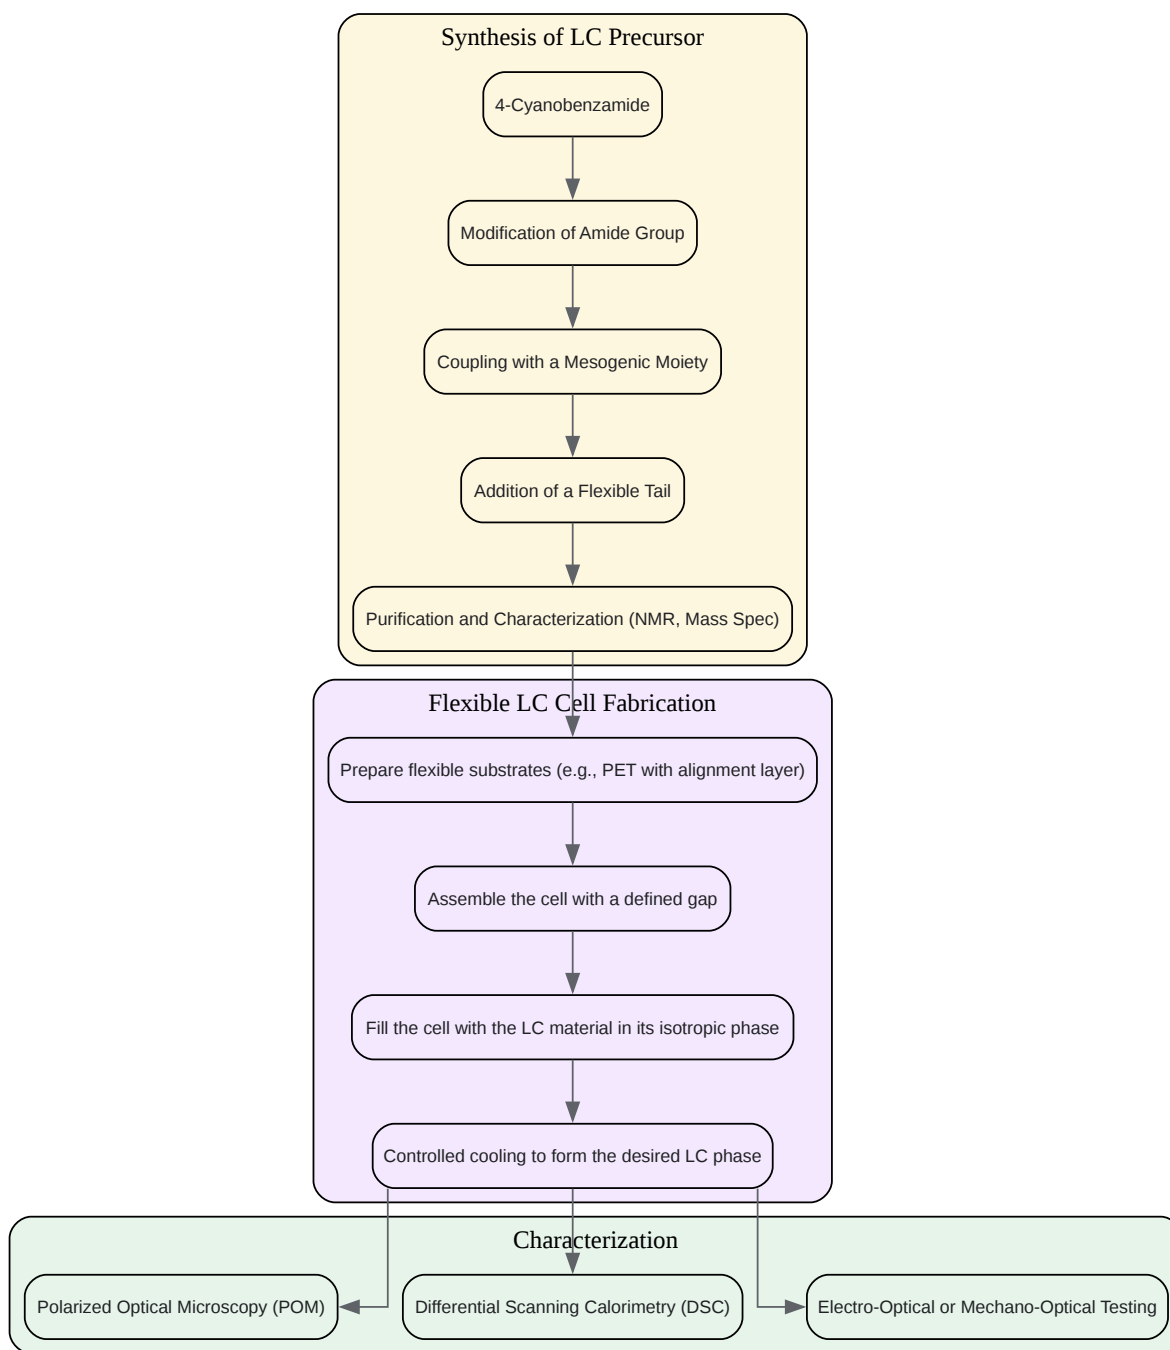 Synthesis of LC Precursor
4-Cyanobenzamide
Modification of Amide Group
Coupling with a Mesogenic Moiety
Addition of a Flexible Tail
Purification and Characterization (NMR, Mass Spec)
Flexible LC Cell Fabrication
Prepare flexible substrates (e.g., PET with alignment layer)
Assemble the cell with a defined gap
Fill the cell with the LC material in its isotropic phase
Controlled cooling to form the desired LC phase
Characterization
Polarized Optical Microscopy (POM)
Differential Scanning Calorimetry (DSC)
Electro-Optical or Mechano-Optical Testing